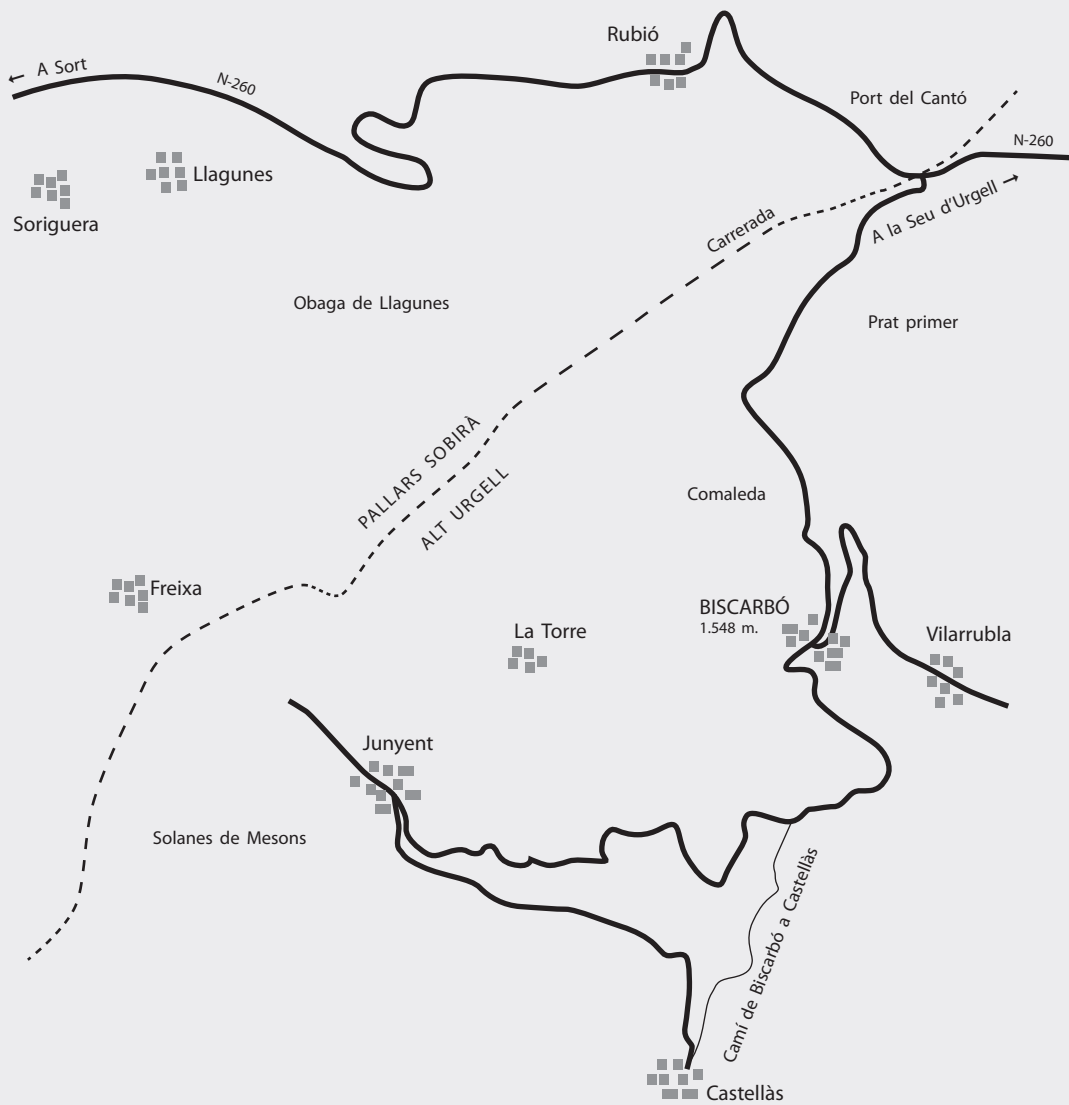 Rubió
← A Sort
N-260
Port del Cantó
N-260
Llagunes
Soriguera
A la Seu d'Urgell →
Carrerada
Obaga de Llagunes
Prat primer
PALLARS SOBIRÀ
ALT URGELL
Comaleda
Freixa
BISCARBÓ
1.548 m.
La Torre
Vilarrubla
Junyent
Solanes de Mesons
Camí de Biscarbó a Castellàs
Castellàs